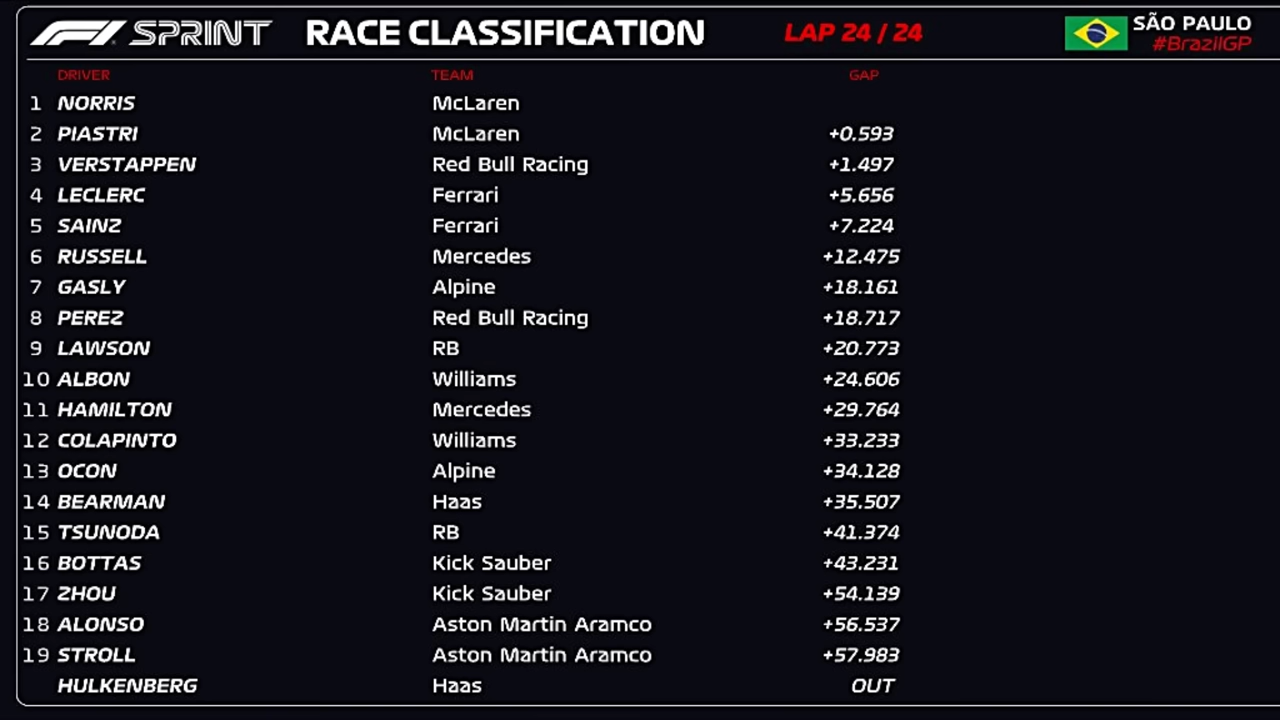 F1 SPRINT RACE CLASSIFICATION LAP 24 / 24 SÃO PAULO
#BrazilGP
DRIVER TEAM GAP
1 NORRIS McLaren
2 PIASTRI McLaren +0.593
3 VERSTAPPEN Red Bull Racing +1.497
4 LECLERC Ferrari +5.656
5 SAINZ Ferrari +7.224
6 RUSSELL Mercedes +12.475
7 GASLY Alpine +18.161
8 PEREZ Red Bull Racing +18.717
9 LAWSON RB +20.773
10 ALBON Williams +24.606
11 HAMILTON Mercedes +29.764
12 COLAPINTO Williams +33.233
13 OCON Alpine +34.128
14 BEARMAN Haas +35.507
15 TSUNODA RB +41.374
16 BOTTAS Kick Sauber +43.231
17 ZHOU Kick Sauber +54.139
18 ALONSO Aston Martin Aramco +56.537
19 STROLL Aston Martin Aramco +57.983
HULKENBERG Haas OUT